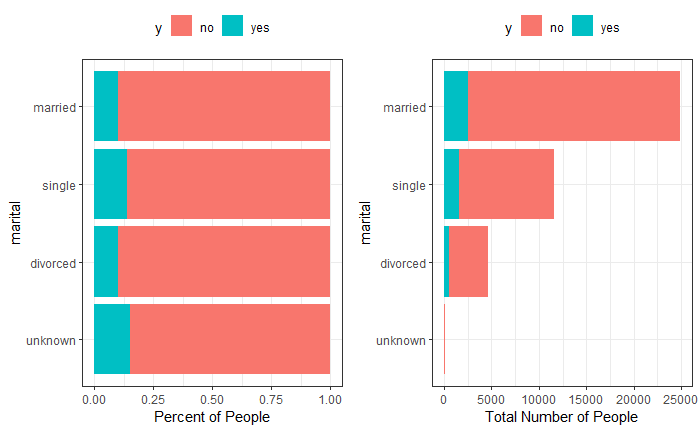 y no yes
married
single
divorced
unknown
marital
0.00 0.25 0.50 0.75 1.00
Percent of People
y no yes
married
single
divorced
unknown
marital
0 5000 10000 15000 20000 25000
Total Number of People